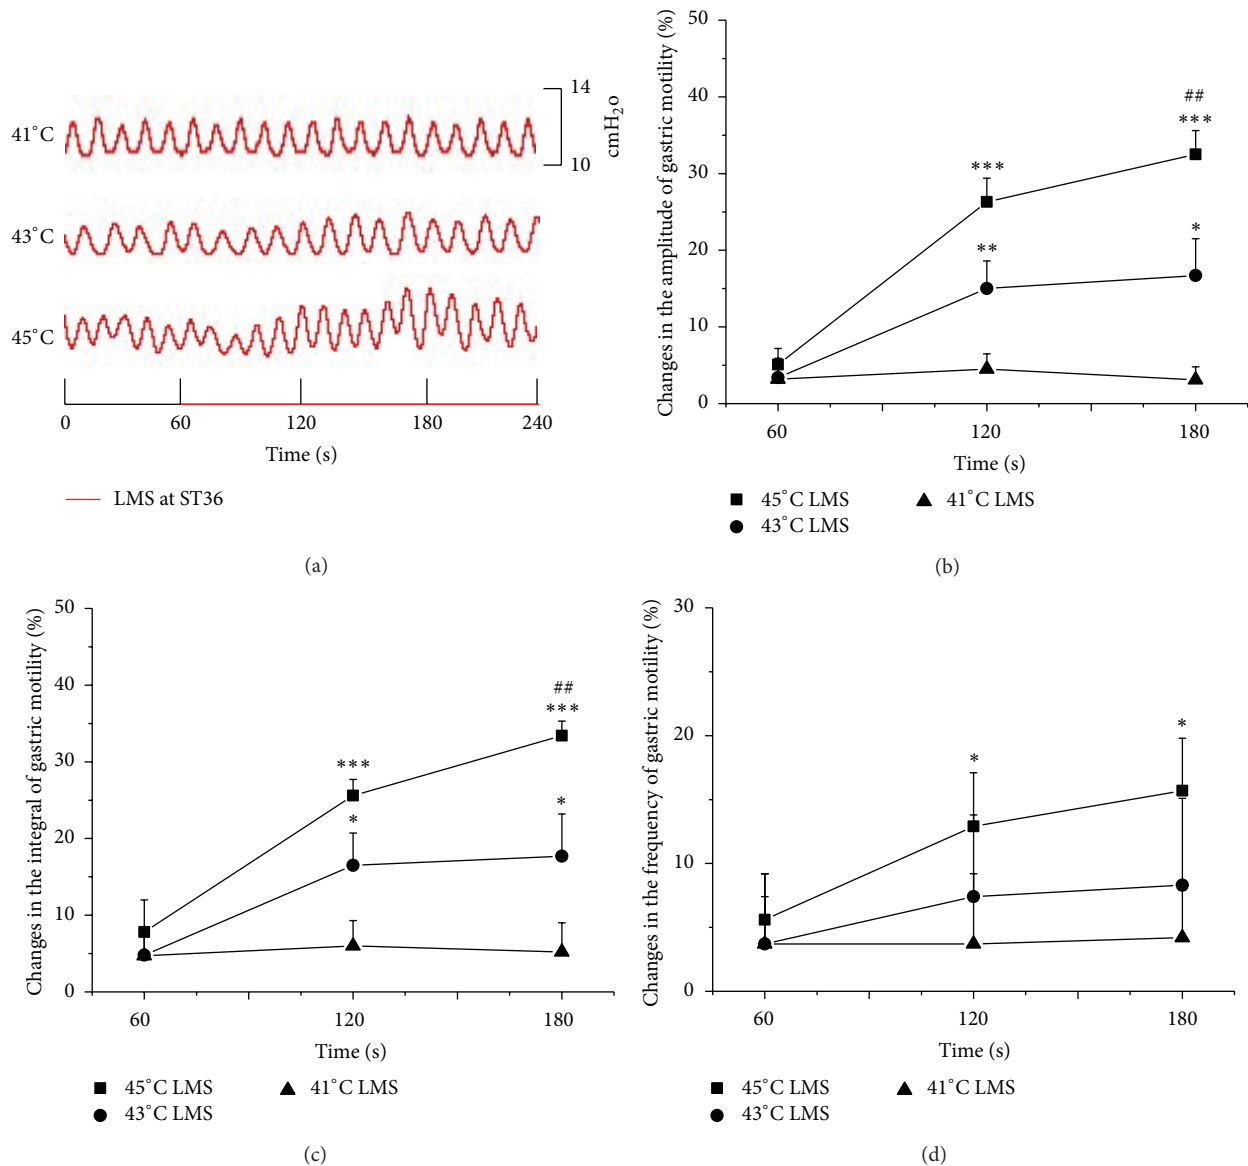 14
41°C
cmH₂o
10
43°C
45°C
0 60 120 180 240
Time (s)
LMS at ST36
(a)
Changes in the amplitude of gastric motility (%)
50
40
30
20
10
0
##
***
***
**
*
60 120 180
Time (s)
45°C LMS 41°C LMS
43°C LMS
(b)
Changes in the integral of gastric motility (%)
50
40
30
20
10
0
##
***
***
*
*
60 120 180
Time (s)
45°C LMS 41°C LMS
43°C LMS
(c)
Changes in the frequency of gastric motility (%)
30
20
10
0
*
*
60 120 180
Time (s)
45°C LMS 41°C LMS
43°C LMS
(d)